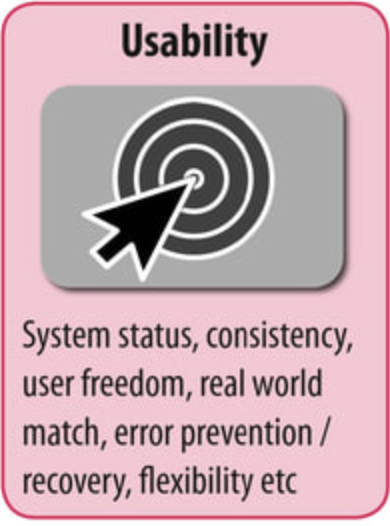 Usability
System status, consistency,
user freedom, real world
match, error prevention /
recovery, flexibility etc